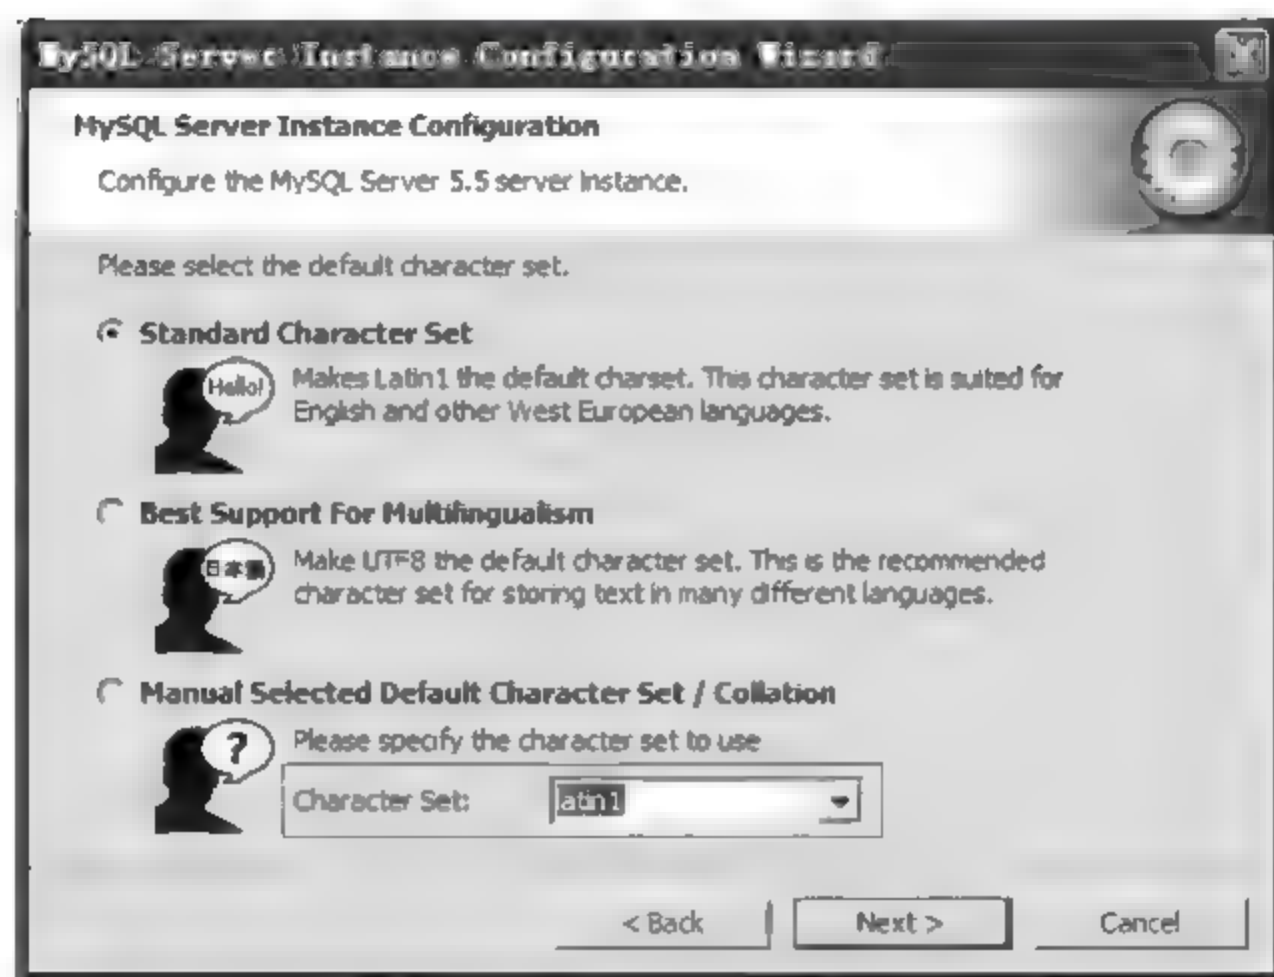 MySQL Server Instance Configuration Wizard
MySQL Server Instance Configuration
Configure the MySQL Server 5.5 server instance.
Please select the default character set.
Standard Character Set
Hello!
Makes Latin1 the default charset. This character set is suited for
English and other West European languages.
Best Support For Multilingualism
日本語
Make UTF8 the default character set. This is the recommended
character set for storing text in many different languages.
Manual Selected Default Character Set / Collation
?
Please specify the character set to use
Character Set: latin1
< Back Next > Cancel